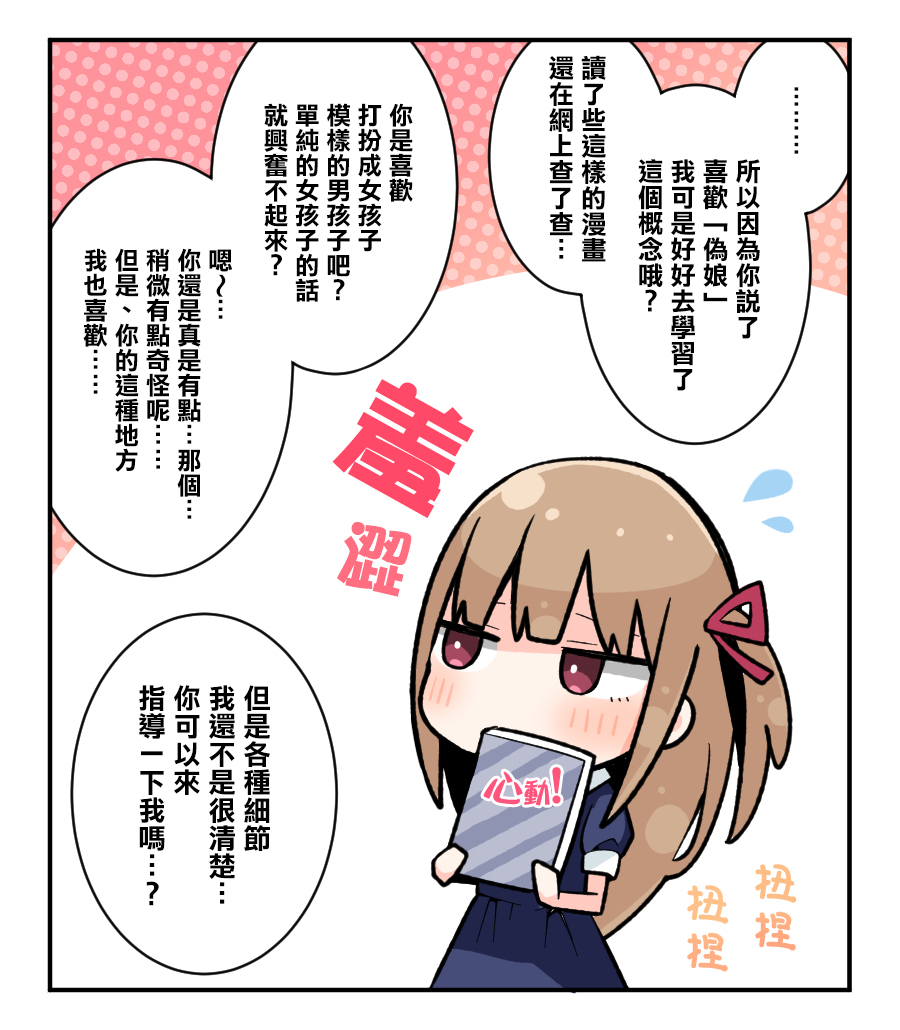 ⋯⋯⋯
所以因為你説了
喜歡「偽娘」
我可是好好去學習了
這個概念哦？
讀了些這樣的漫畫
還在網上查了查⋯
你是喜歡
打扮成女孩子
模樣的男孩子吧？
單純的女孩子的話
就興奮不起來？
嗯～⋯
你還是真是有點⋯那個⋯
稍微有點奇怪呢⋯⋯
但是、你的這種地方
我也喜歡⋯⋯
羞
澀
心動！
但是各種細節
我還不是很清楚⋯
你可以來
指導一下我嗎⋯？
扭捏
扭捏